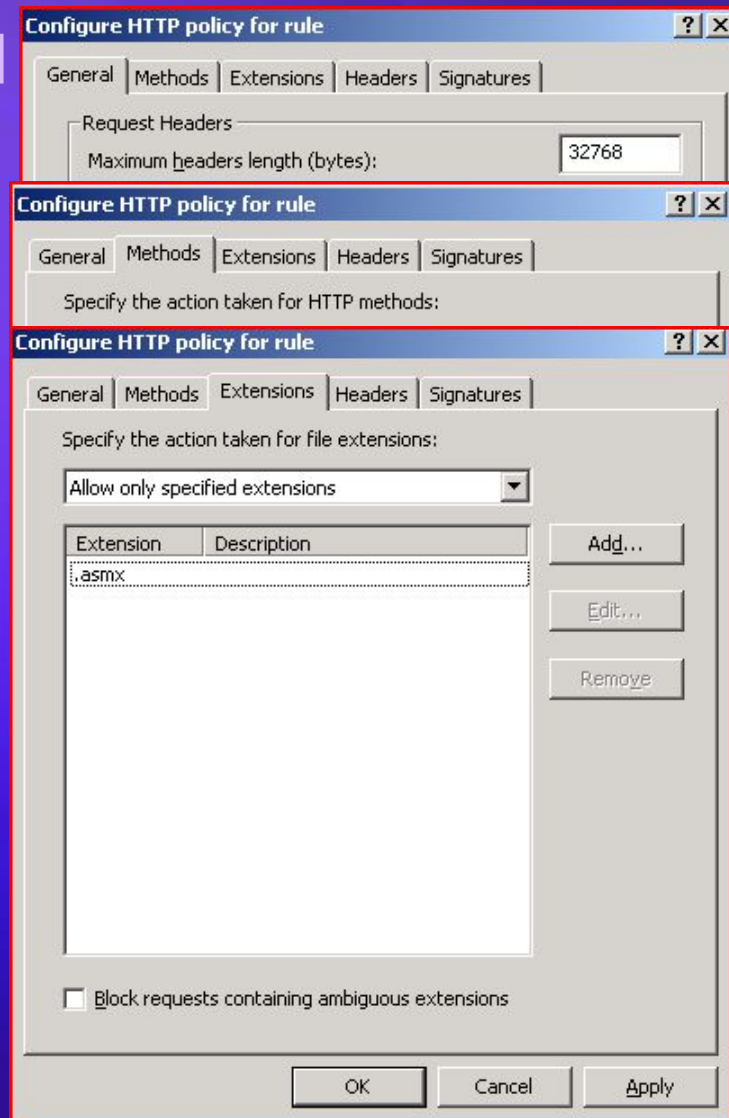 Configure HTTP policy for rule
General Methods Extensions Headers Signatures
Request Headers
Maximum headers length (bytes): 32768
Configure HTTP policy for rule
General Methods Extensions Headers Signatures
Specify the action taken for HTTP methods:
Configure HTTP policy for rule
General Methods Extensions Headers Signatures
Specify the action taken for file extensions:
Allow only specified extensions
Extension Description Add...
.asmx
Edit...
Remove
Block requests containing ambiguous extensions
OK Cancel Apply